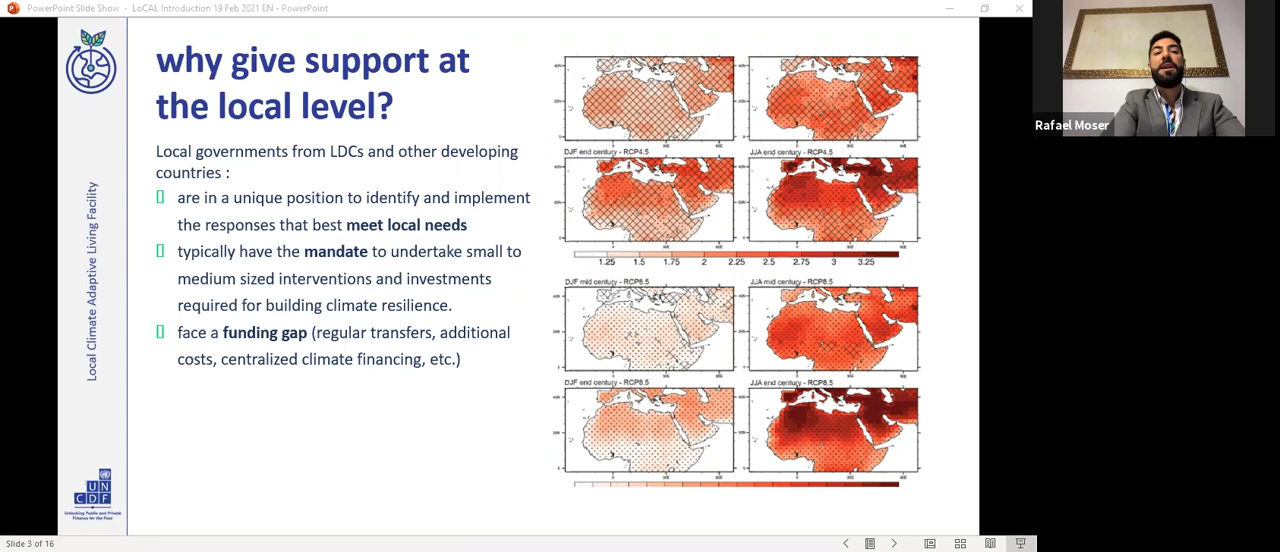 PowerPoint Slide Show - LoCAL Introduction 19 Feb 2021 EN - PowerPoint
why give support at
the local level?
Local governments from LDCs and other developing
countries :
are in a unique position to identify and implement
the responses that best meet local needs
typically have the mandate to undertake small to
medium sized interventions and investments
required for building climate resilience.
face a funding gap (regular transfers, additional
costs, centralized climate financing, etc.)
Local Climate Adaptive Living Facility
UN
CDF
Unlocking Public and Private
Finance for the Poor
DJF end century - RCP4.5
JJA end century - RCP4.5
1.25 1.5 1.75 2 2.25 2.5 2.75 3 3.25
DJF mid century - RCP8.5
JJA mid century - RCP8.5
DJF end century - RCP8.5
JJA end century - RCP8.5
Rafael Moser
Slide 3 of 16